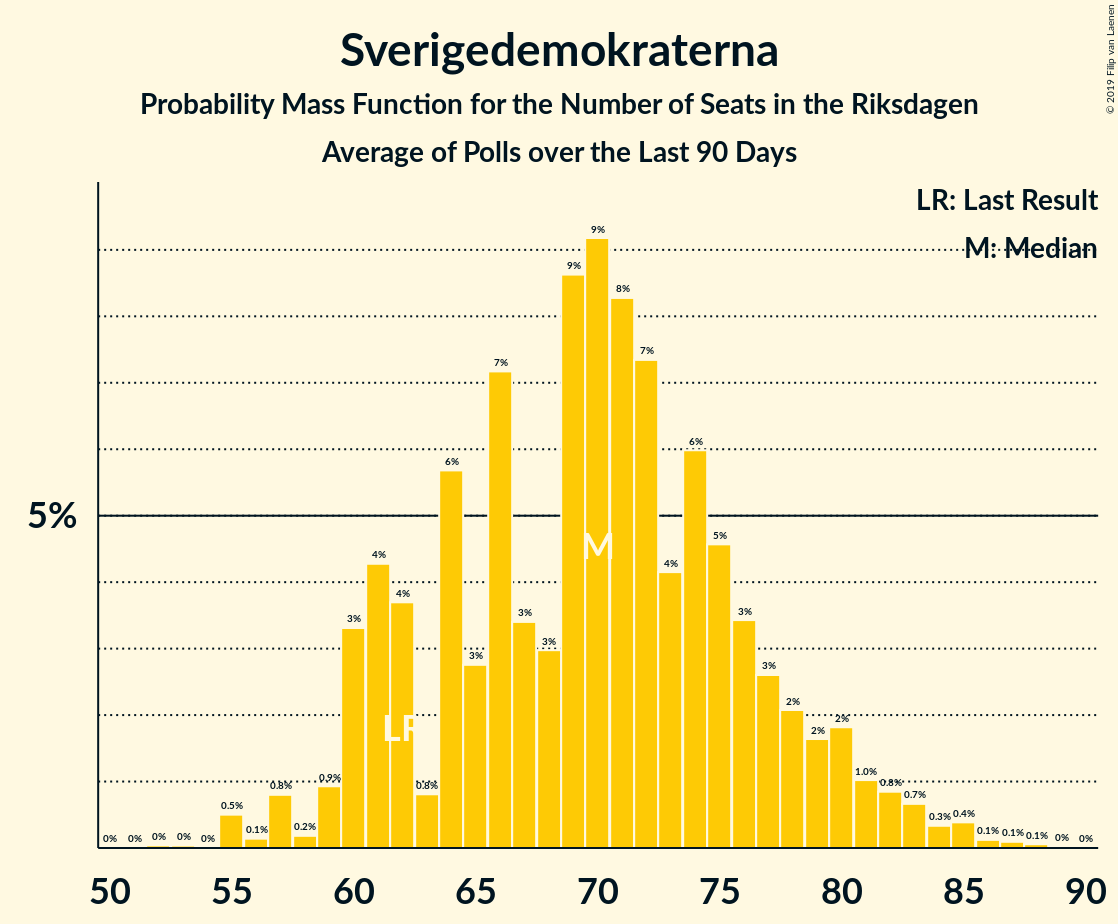 Sverigedemokraterna
Probability Mass Function for the Number of Seats in the Riksdagen
Average of Polls over the Last 90 Days
© 2019 Filip van Laenen
LR: Last Result
M: Median
5%
0% 0% 0% 0% 0% 0.5% 0.1% 0.8% 0.2% 0.9% 3% 4% 4% 0.8% 6% 3% 7% 3% 3% 9% 9% 8% 7% 4% 6% 5% 3% 3% 2% 2% 2% 1.0% 0.8% 0.7% 0.3% 0.4% 0.1% 0.1% 0.1% 0% 0%
M
LR
50 55 60 65 70 75 80 85 90